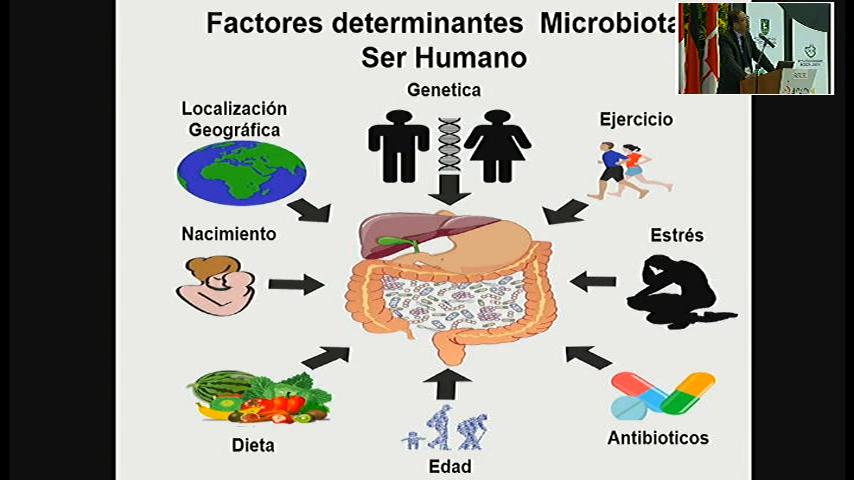 Factores determinantes Microbiota
Ser Humano
Genetica
Localización
Geográfica
Ejercicio
Nacimiento
Estrés
Dieta
Edad
Antibioticos